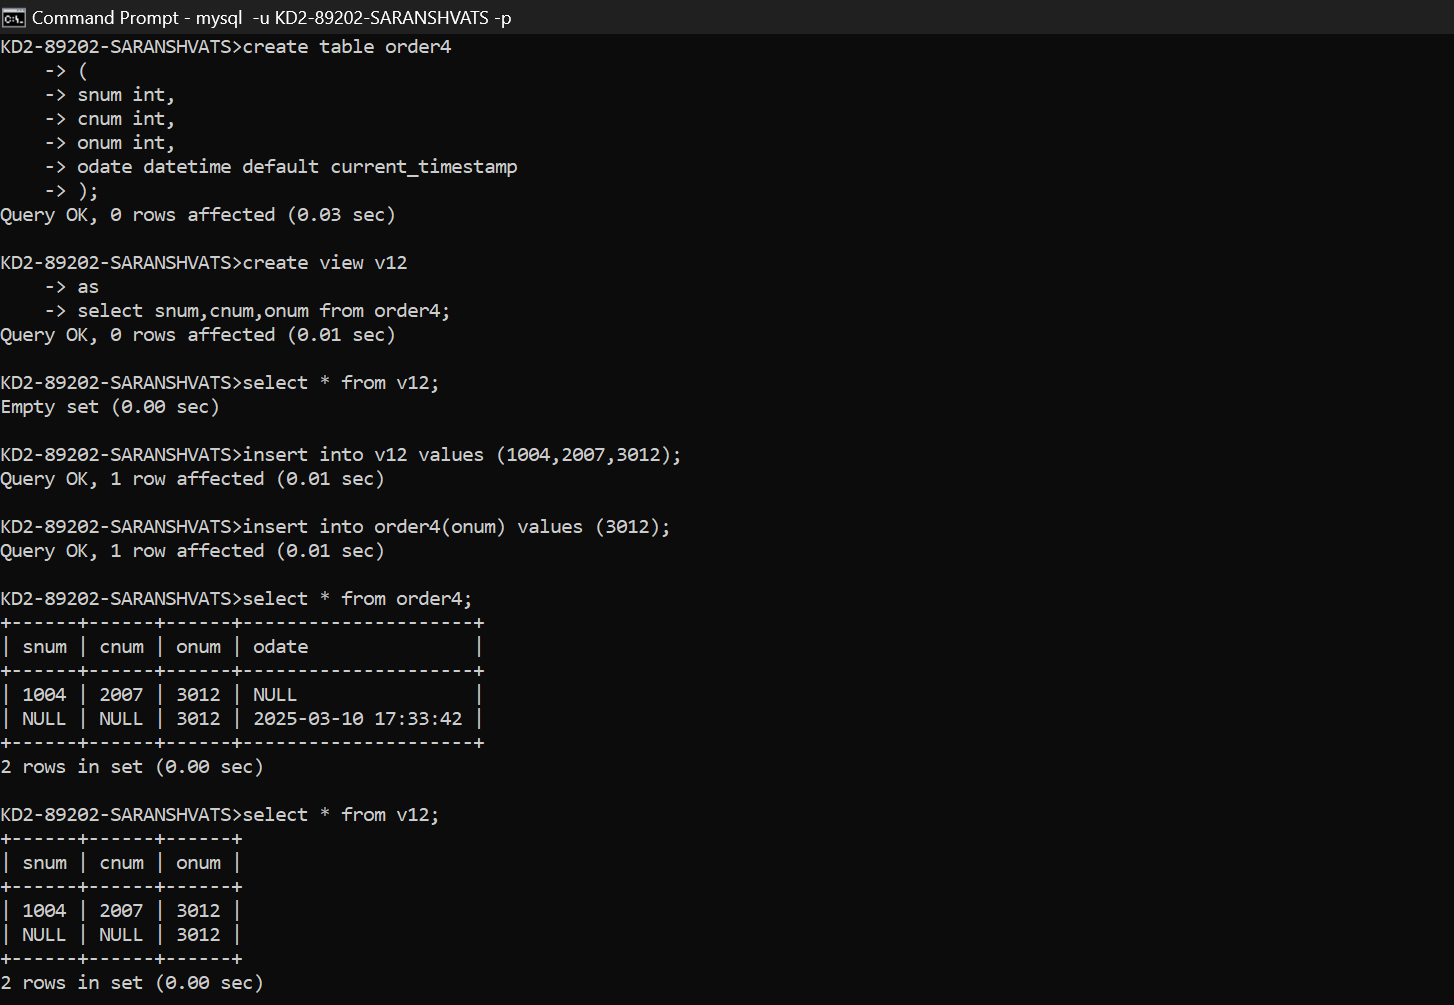 Command Prompt - mysql  -u KD2-89202-SARANSHVATS -p
KD2-89202-SARANSHVATS>create table order4
    -> (
    -> snum int,
    -> cnum int,
    -> onum int,
    -> odate datetime default current_timestamp
    -> );
Query OK, 0 rows affected (0.03 sec)
KD2-89202-SARANSHVATS>create view v12
    -> as
    -> select snum,cnum,onum from order4;
Query OK, 0 rows affected (0.01 sec)
KD2-89202-SARANSHVATS>select * from v12;
Empty set (0.00 sec)
KD2-89202-SARANSHVATS>insert into v12 values (1004,2007,3012);
Query OK, 1 row affected (0.01 sec)
KD2-89202-SARANSHVATS>insert into order4(onum) values (3012);
Query OK, 1 row affected (0.01 sec)
KD2-89202-SARANSHVATS>select * from order4;
+------+------+------+---------------------+
| snum | cnum | onum | odate               |
+------+------+------+---------------------+
| 1004 | 2007 | 3012 | NULL                |
| NULL | NULL | 3012 | 2025-03-10 17:33:42 |
+------+------+------+---------------------+
2 rows in set (0.00 sec)
KD2-89202-SARANSHVATS>select * from v12;
+------+------+------+
| snum | cnum | onum |
+------+------+------+
| 1004 | 2007 | 3012 |
| NULL | NULL | 3012 |
+------+------+------+
2 rows in set (0.00 sec)